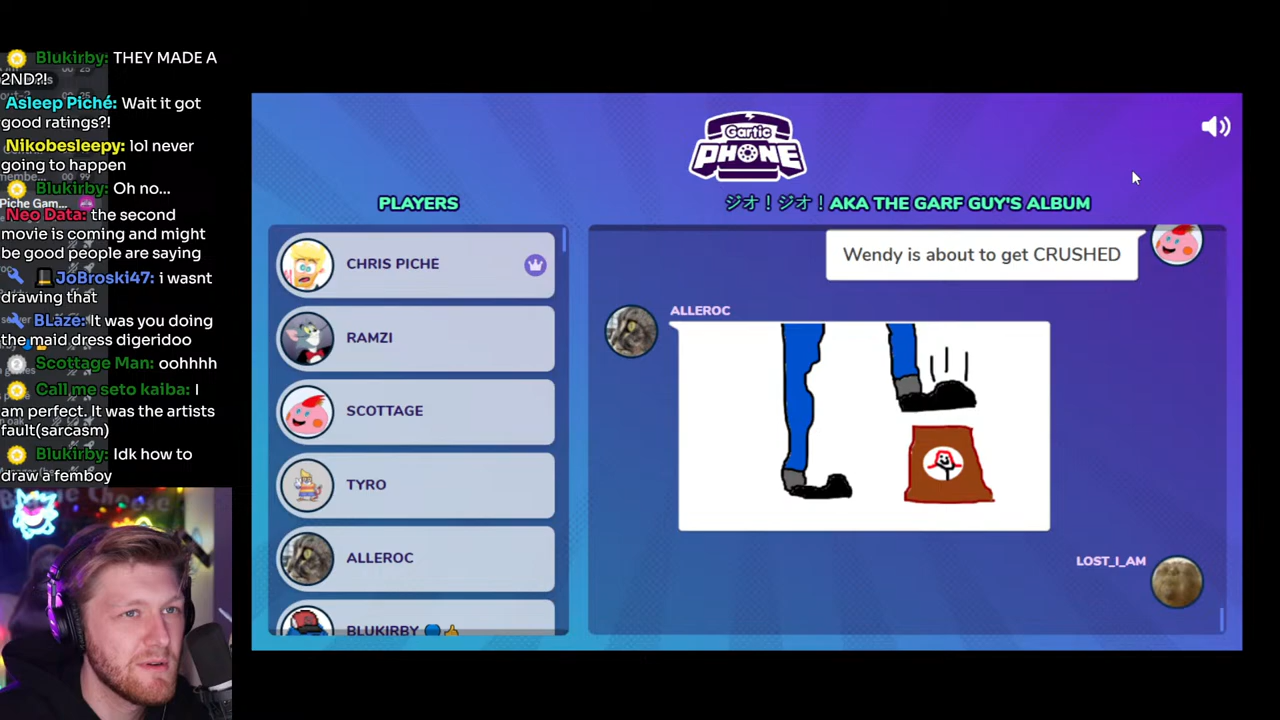 Blukirby: THEY MADE A
2ND?!
Asleep Piché: Wait it got
good ratings?!
Nikobesleepy: lol never
going to happen
Blukirby: Oh no...
Neo Data: the second
movie is coming and might
be good people are saying
JoBroski47: i wasnt
drawing that
BLaze: It was you doing
the maid dress digeridoo
Scottage Man: oohhhh
Call me seto kaiba: I
am perfect. It was the artists
fault(sarcasm)
Blukirby: Idk how to
draw a femboy
Gartic
PHONE
PLAYERS
CHRIS PICHE
RAMZI
SCOTTAGE
TYRO
ALLEROC
BLUKIRBY
ジオ！ジオ！AKA THE GARF GUY'S ALBUM
Wendy is about to get CRUSHED
ALLEROC
LOST_I_AM